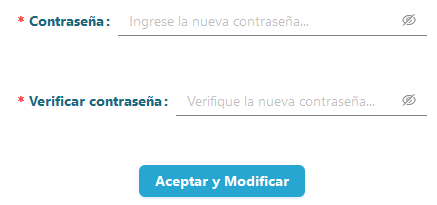 * Contraseña: Ingrese la nueva contraseña...
* Verificar contraseña: Verifique la nueva contraseña...
Aceptar y Modificar